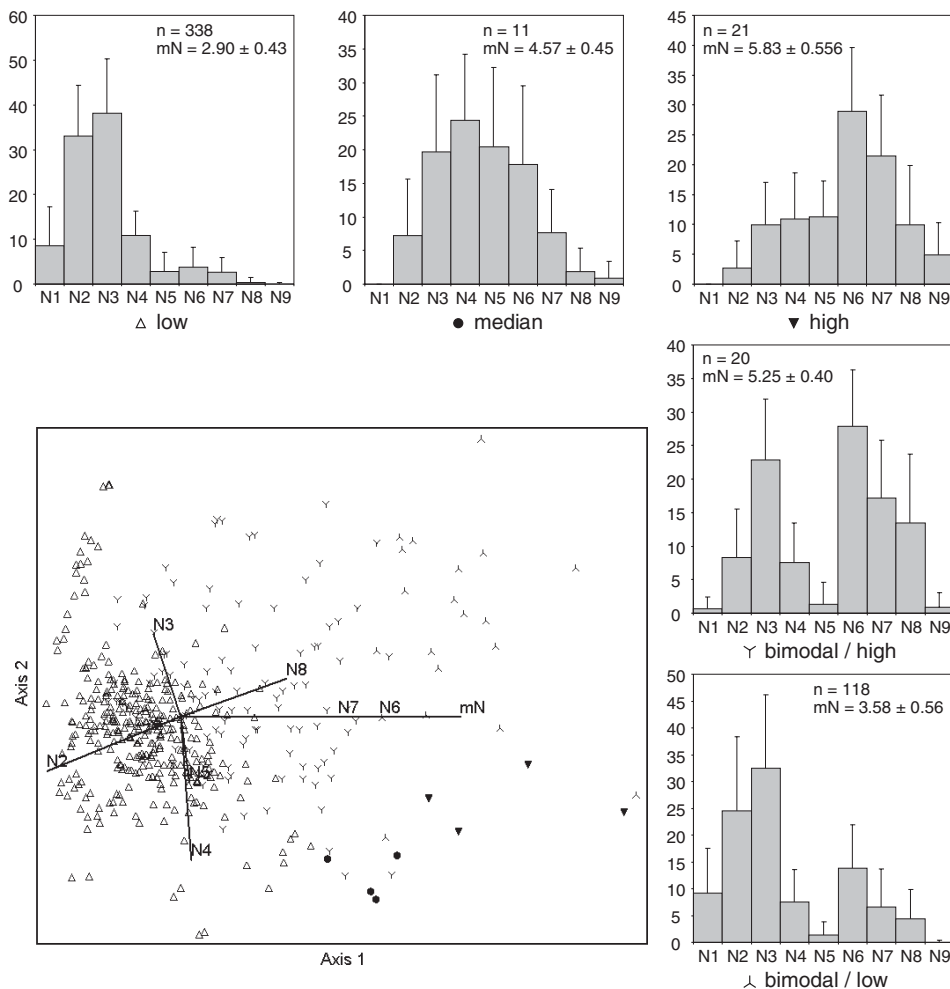 60
50
40
30
20
10
0
n = 338
mN = 2.90 ± 0.43
N1 N2 N3 N4 N5 N6 N7 N8 N9
△ low
40
35
30
25
20
15
10
5
0
n = 11
mN = 4.57 ± 0.45
N1 N2 N3 N4 N5 N6 N7 N8 N9
● median
45
40
35
30
25
20
15
10
5
0
n = 21
mN = 5.83 ± 0.556
N1 N2 N3 N4 N5 N6 N7 N8 N9
▼ high
40
35
30
25
20
15
10
5
0
n = 20
mN = 5.25 ± 0.40
N1 N2 N3 N4 N5 N6 N7 N8 N9
bimodal / high
Axis 2
N3
N8
N7 N6 mN
N2
N5
N4
Axis 1
50
45
40
35
30
25
20
15
10
5
0
n = 118
mN = 3.58 ± 0.56
N1 N2 N3 N4 N5 N6 N7 N8 N9
bimodal / low